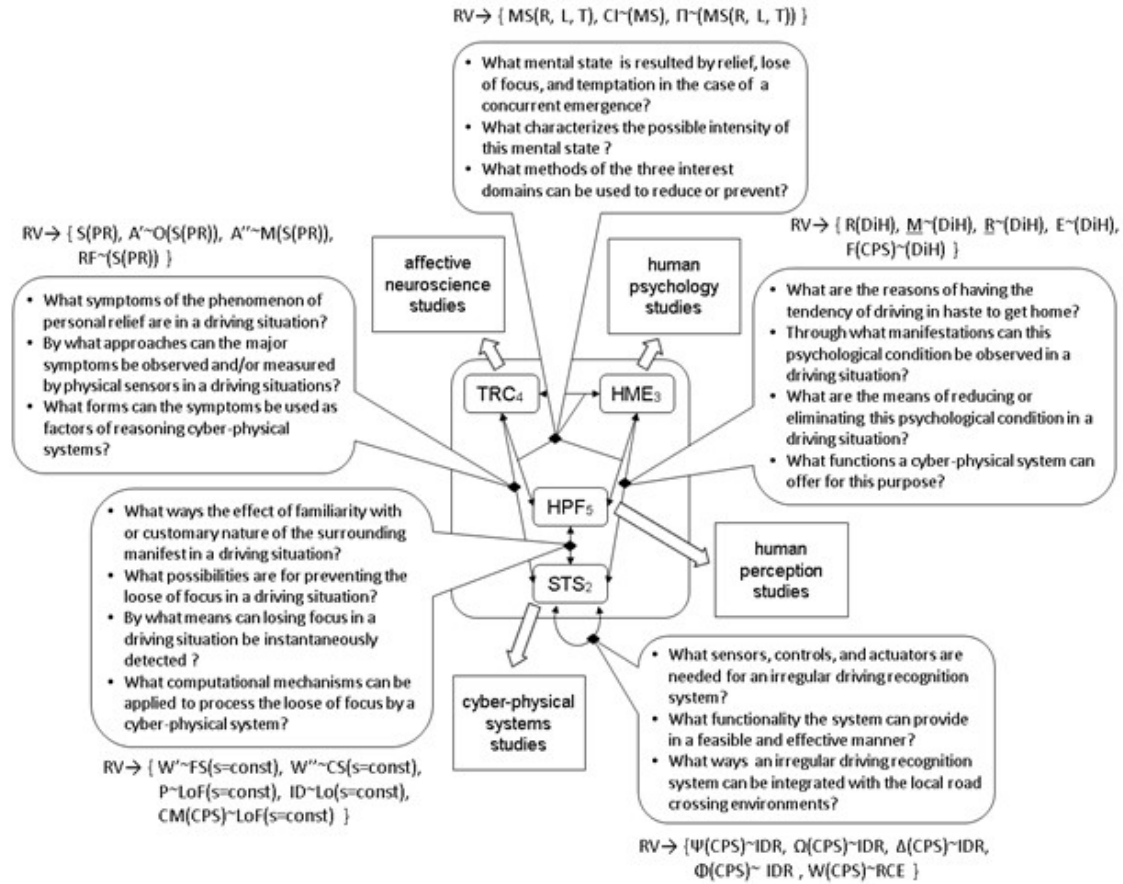 RV→ { MS(R, L, T), CI~(MS), Π~(MS(R, L, T)) }
• What mental state is resulted by relief, lose
of focus, and temptation in the case of a
concurrent emergence?
• What characterizes the possible intensity of
this mental state ?
• What methods of the three interest
domains can be used to reduce or prevent?
RV→ { S(PR), A'~O(S(PR)), A''~M(S(PR)),
RF~(S(PR)) }
• What symptoms of the phenomenon of
personal relief are in a driving situation?
• By what approaches can the major
symptoms be observed and/or measured
by physical sensors in a driving situations?
• What forms can the symptoms be used as
factors of reasoning cyber-physical
systems?
affective
neuroscience
studies
human
psychology
studies
RV→ { R(DiH), M~(DiH), R~(DiH), E~(DiH),
F(CPS)~(DiH) }
• What are the reasons of having the
tendency of driving in haste to get home?
• Through what manifestations can this
psychological condition be observed in a
driving situation?
• What are the means of reducing or
eliminating this psychological condition in a
driving situation?
• What functions a cyber-physical system can
offer for this purpose?
TRC4
HME3
HPF5
STS2
• What ways the effect of familiarity with
or customary nature of the surrounding
manifest in a driving situation?
• What possibilities are for preventing the
loose of focus in a driving situation?
• By what means can losing focus in a
driving situation be instantaneously
detected ?
• What computational mechanisms can be
applied to process the loose of focus by a
cyber-physical system?
RV→ { W'~FS(s=const), W''~CS(s=const),
P~LoF(s=const), ID~Lo(s=const),
CM(CPS)~LoF(s=const) }
human
perception
studies
cyber-physical
systems
studies
• What sensors, controls, and actuators are
needed for an irregular driving recognition
system?
• What functionality the system can provide
in a feasible and effective manner?
• What ways an irregular driving recognition
system can be integrated with the local road
crossing environments?
RV→ {Ψ(CPS)~IDR, Ω(CPS)~IDR, Δ(CPS)~IDR,
Φ(CPS)~ IDR , W(CPS)~RCE }